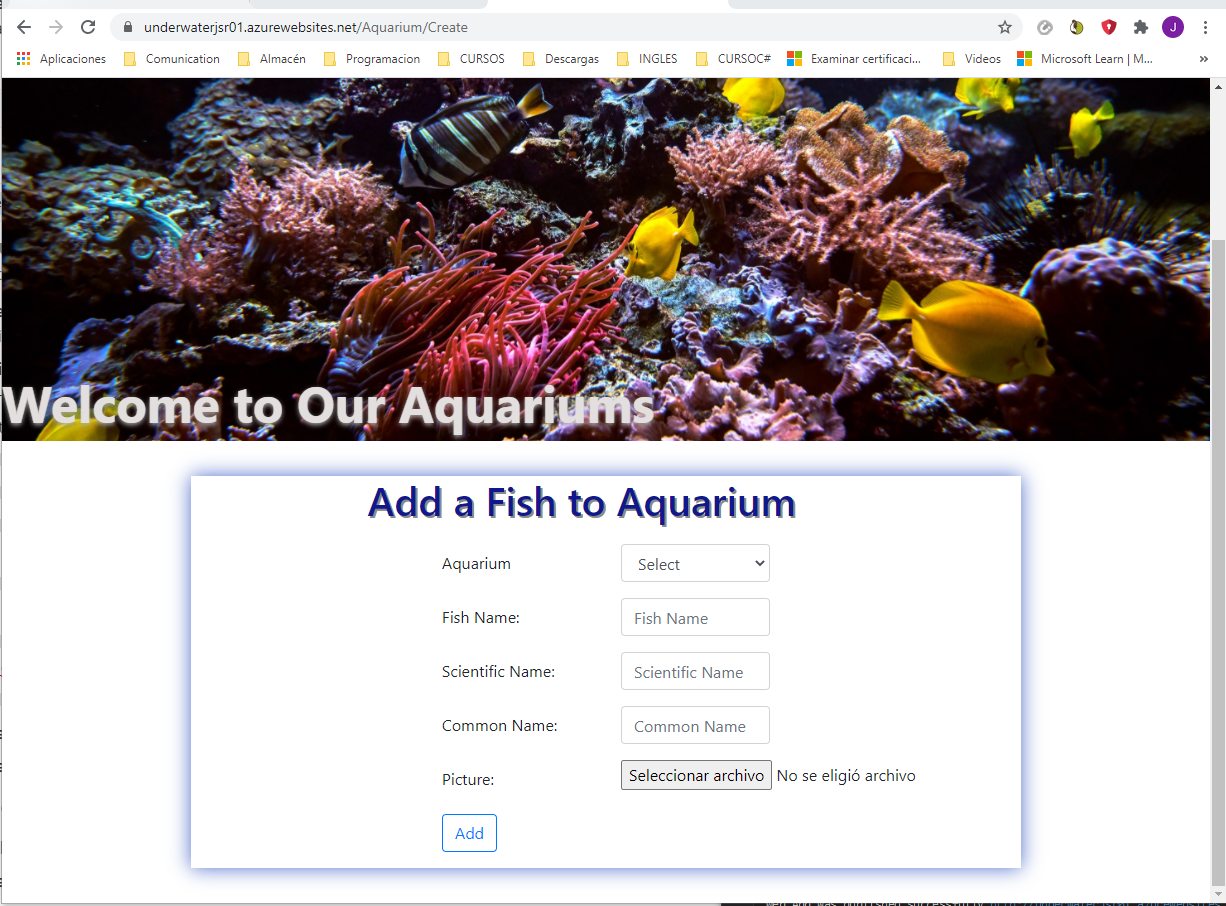 underwaterjsr01.azurewebsites.net/Aquarium/Create
J
Aplicaciones Comunication Almacén Programacion CURSOS Descargas INGLES CURSOC# Examinar certificaci... Videos Microsoft Learn | M... »
Welcome to Our Aquariums
Add a Fish to Aquarium
Aquarium Select
Fish Name: Fish Name
Scientific Name: Scientific Name
Common Name: Common Name
Picture: Seleccionar archivo No se eligió archivo
Add